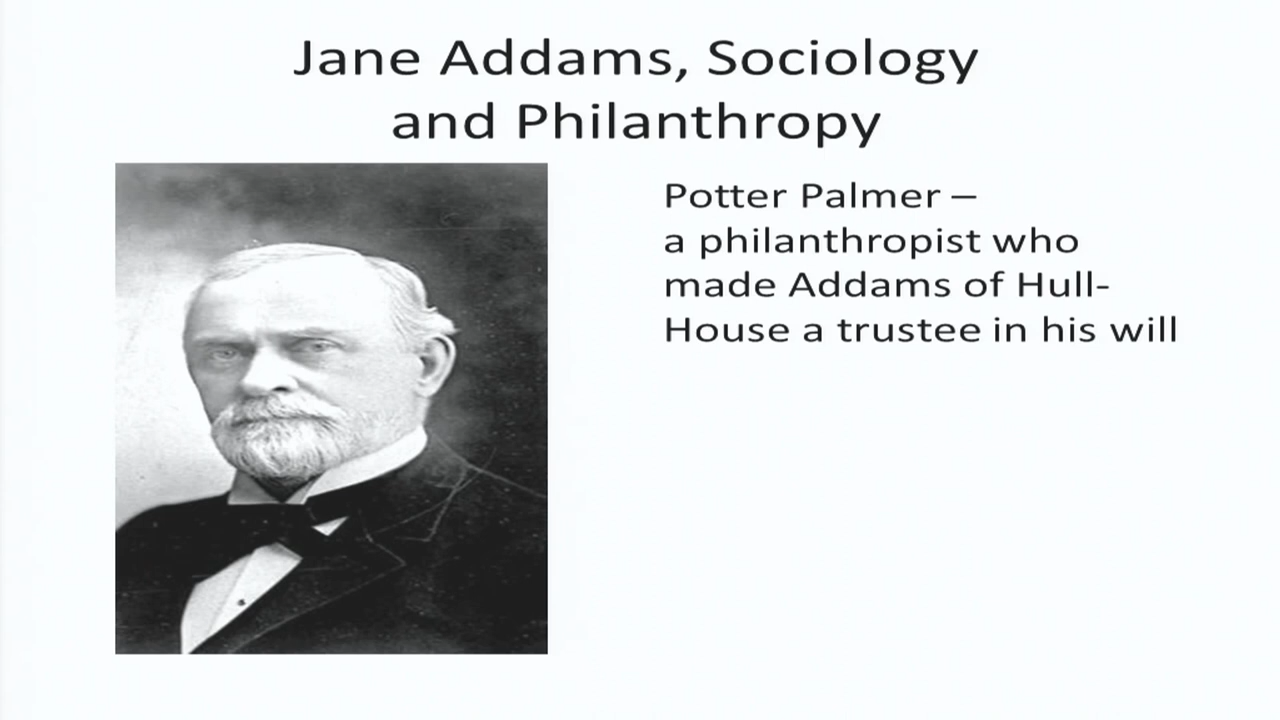 Jane Addams, Sociology
and Philanthropy
Potter Palmer –
a philanthropist who
made Addams of Hull-
House a trustee in his will